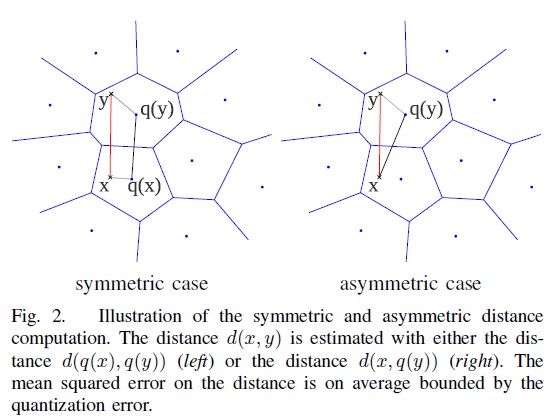 y
q(y)
x
q(x)
y
q(y)
x
symmetric case
asymmetric case
Fig. 2. Illustration of the symmetric and asymmetric distance
computation. The distance d(x, y) is estimated with either the dis-
tance d(q(x), q(y)) (left) or the distance d(x, q(y)) (right). The
mean squared error on the distance is on average bounded by the
quantization error.